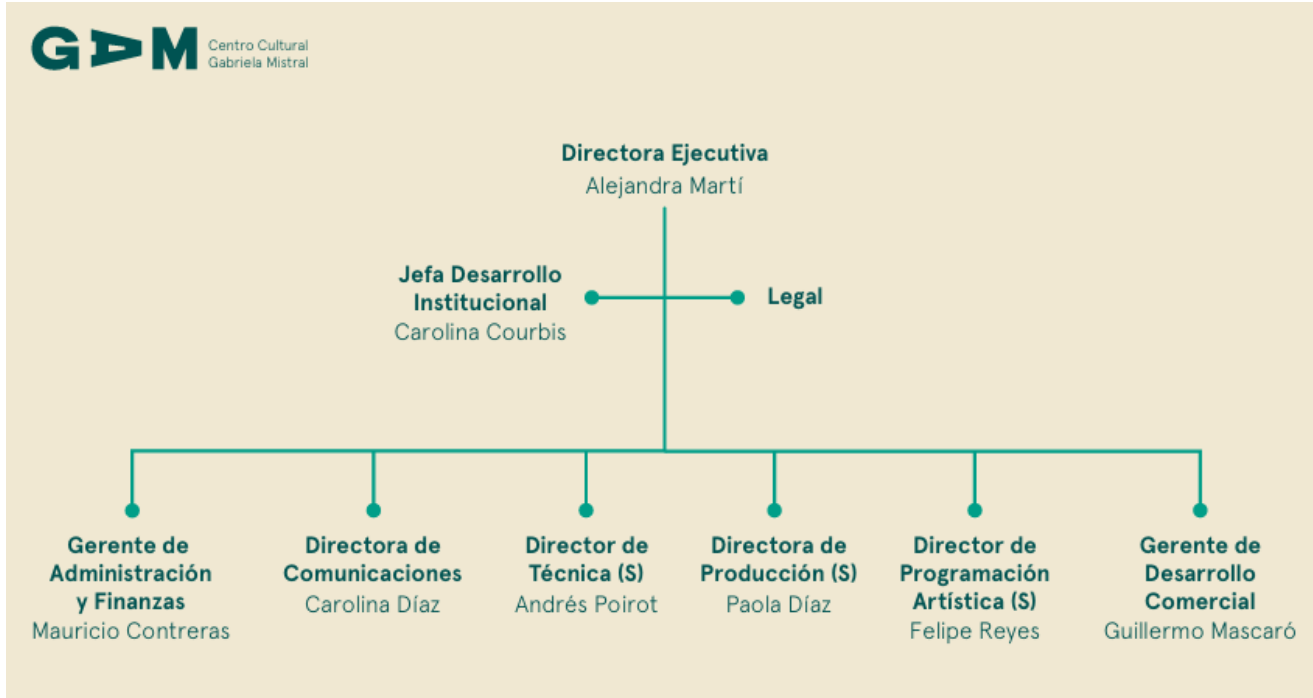 GAM
Centro Cultural
Gabriela Mistral
Directora Ejecutiva
Alejandra Martí
Jefa Desarrollo
Institucional
Carolina Courbis
Legal
Gerente de
Administración
y Finanzas
Mauricio Contreras
Directora de
Comunicaciones
Carolina Díaz
Director de
Técnica (S)
Andrés Poirot
Directora de
Producción (S)
Paola Díaz
Director de
Programación
Artística (S)
Felipe Reyes
Gerente de
Desarrollo
Comercial
Guillermo Mascaró